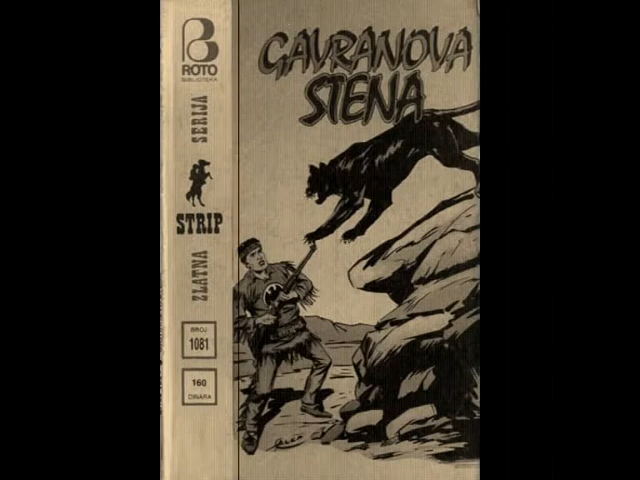 ROTO
BIBLIOTEKA
ZLATNA STRIP SERIJA
BROJ
1081
160
DINARA
GAVRANOVA
STENA